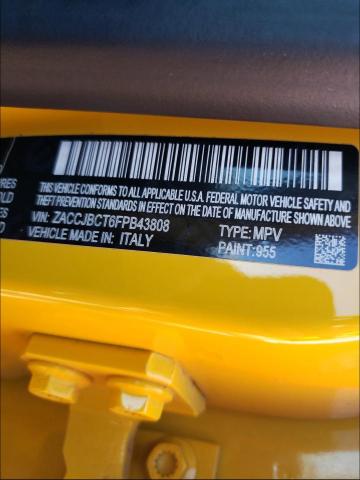 THIS VEHICLE CONFORMS TO ALL APPLICABLE U.S.A. FEDERAL MOTOR VEHICLE SAFETY AND
THEFT PREVENTION STANDARDS IN EFFECT ON THE DATE OF MANUFACTURE SHOWN ABOVE
VIN: ZACCJBCT6FPB43808 TYPE: MPV
VEHICLE MADE IN: ITALY PAINT: 955